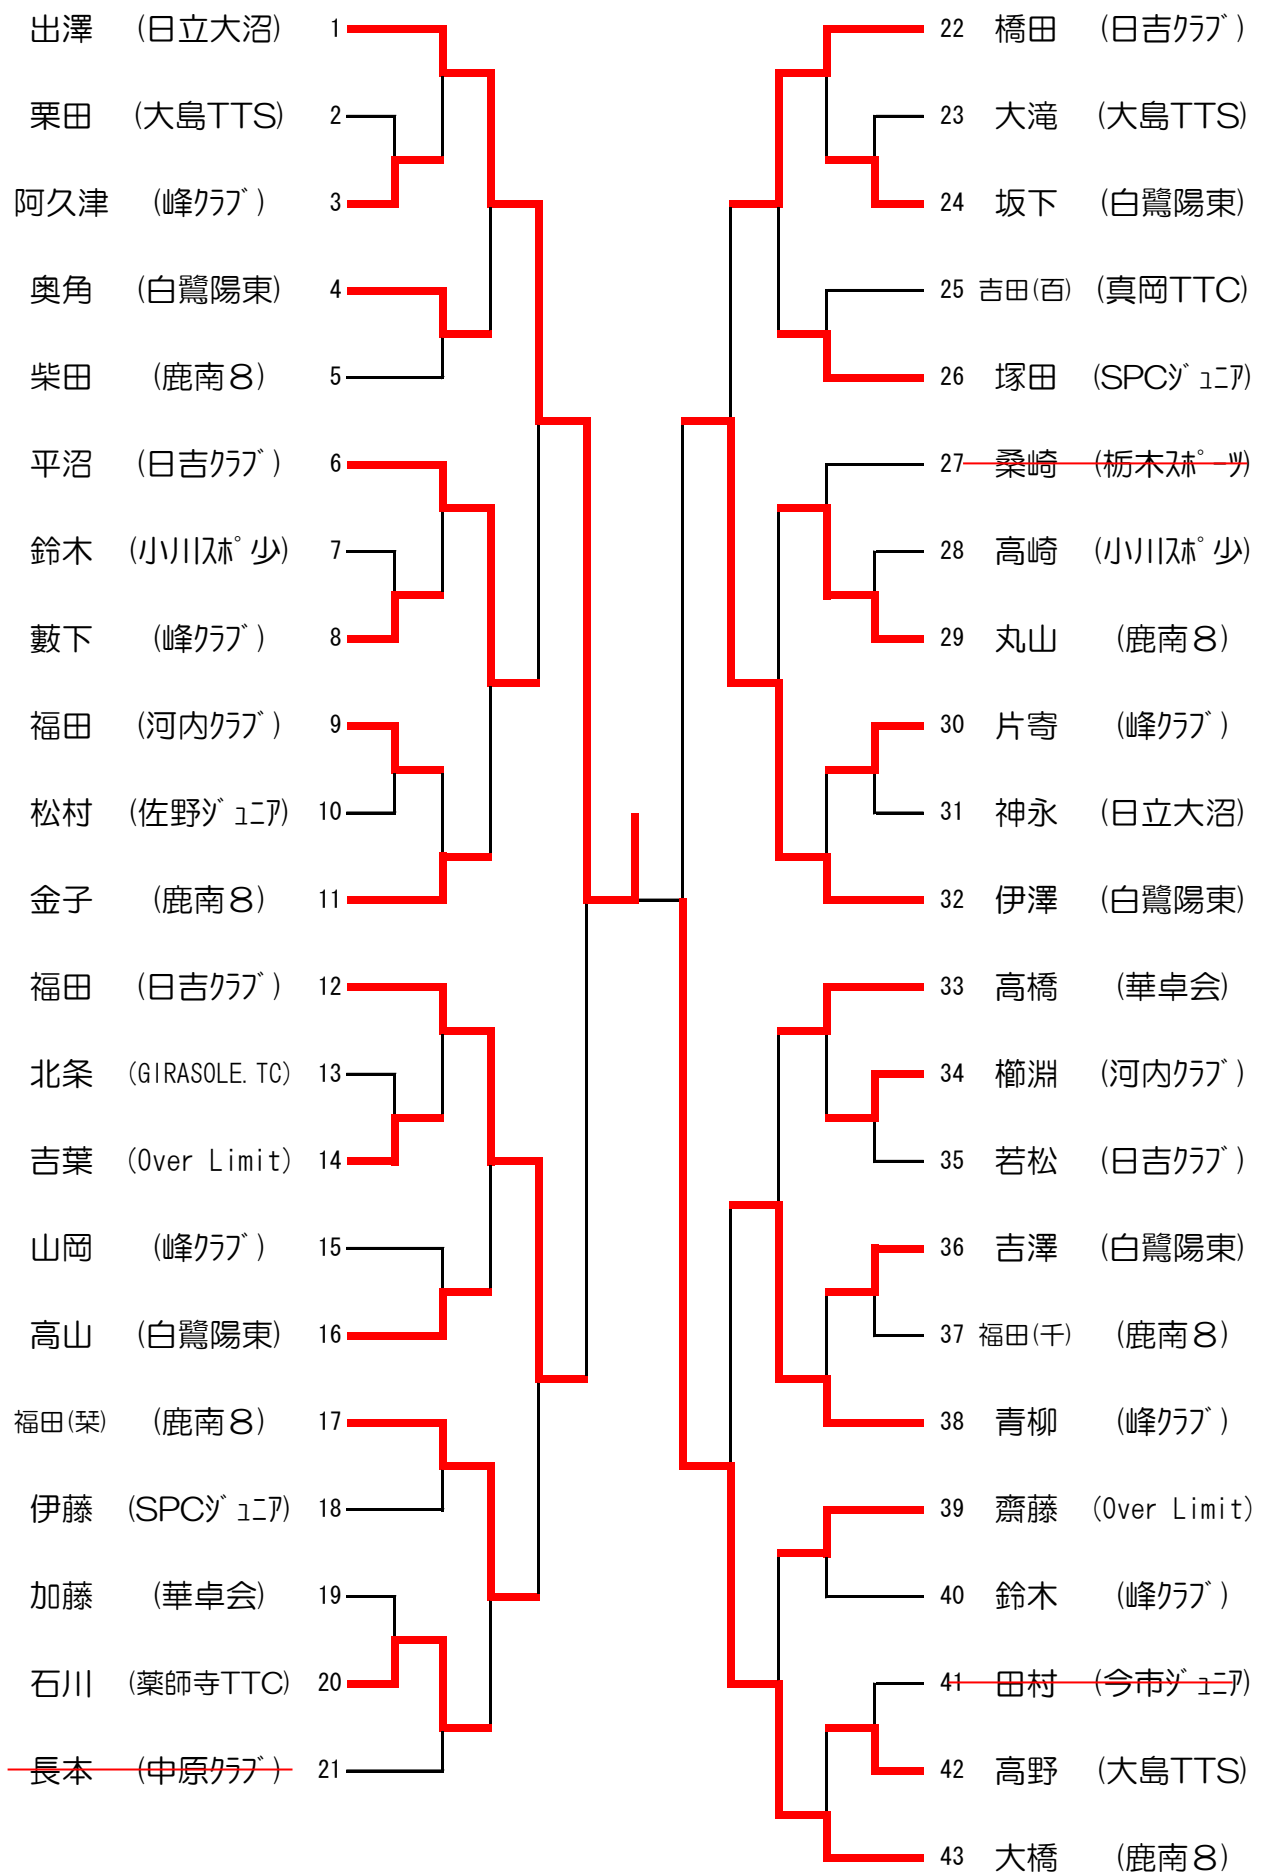 出澤 (日立大沼) 1
栗田 (大島TTS) 2
阿久津 (峰ｸﾗﾌﾞ) 3
奥角 (白鷺陽東) 4
柴田 (鹿南８) 5
平沼 (日吉ｸﾗﾌﾞ) 6
鈴木 (小川ｽﾎﾟ少) 7
藪下 (峰ｸﾗﾌﾞ) 8
福田 (河内ｸﾗﾌﾞ) 9
松村 (佐野ｼﾞｭﾆｱ) 10
金子 (鹿南８) 11
福田 (日吉ｸﾗﾌﾞ) 12
北条 (GIRASOLE.TC) 13
吉葉 (Over Limit) 14
山岡 (峰ｸﾗﾌﾞ) 15
高山 (白鷺陽東) 16
福田(栞) (鹿南８) 17
伊藤 (SPCｼﾞｭﾆｱ) 18
加藤 (華卓会) 19
石川 (薬師寺TTC) 20
長本 (中原ｸﾗﾌﾞ) 21
22 橋田 (日吉ｸﾗﾌﾞ)
23 大滝 (大島TTS)
24 坂下 (白鷺陽東)
25 吉田(百) (真岡TTC)
26 塚田 (SPCｼﾞｭﾆｱ)
27 桑崎 (栃木ｽﾎﾟｰﾂ)
28 高崎 (小川ｽﾎﾟ少)
29 丸山 (鹿南８)
30 片寄 (峰ｸﾗﾌﾞ)
31 神永 (日立大沼)
32 伊澤 (白鷺陽東)
33 高橋 (華卓会)
34 櫛淵 (河内ｸﾗﾌﾞ)
35 若松 (日吉ｸﾗﾌﾞ)
36 吉澤 (白鷺陽東)
37 福田(千) (鹿南８)
38 青柳 (峰ｸﾗﾌﾞ)
39 齋藤 (Over Limit)
40 鈴木 (峰ｸﾗﾌﾞ)
41 田村 (今市ｼﾞｭﾆｱ)
42 高野 (大島TTS)
43 大橋 (鹿南８)